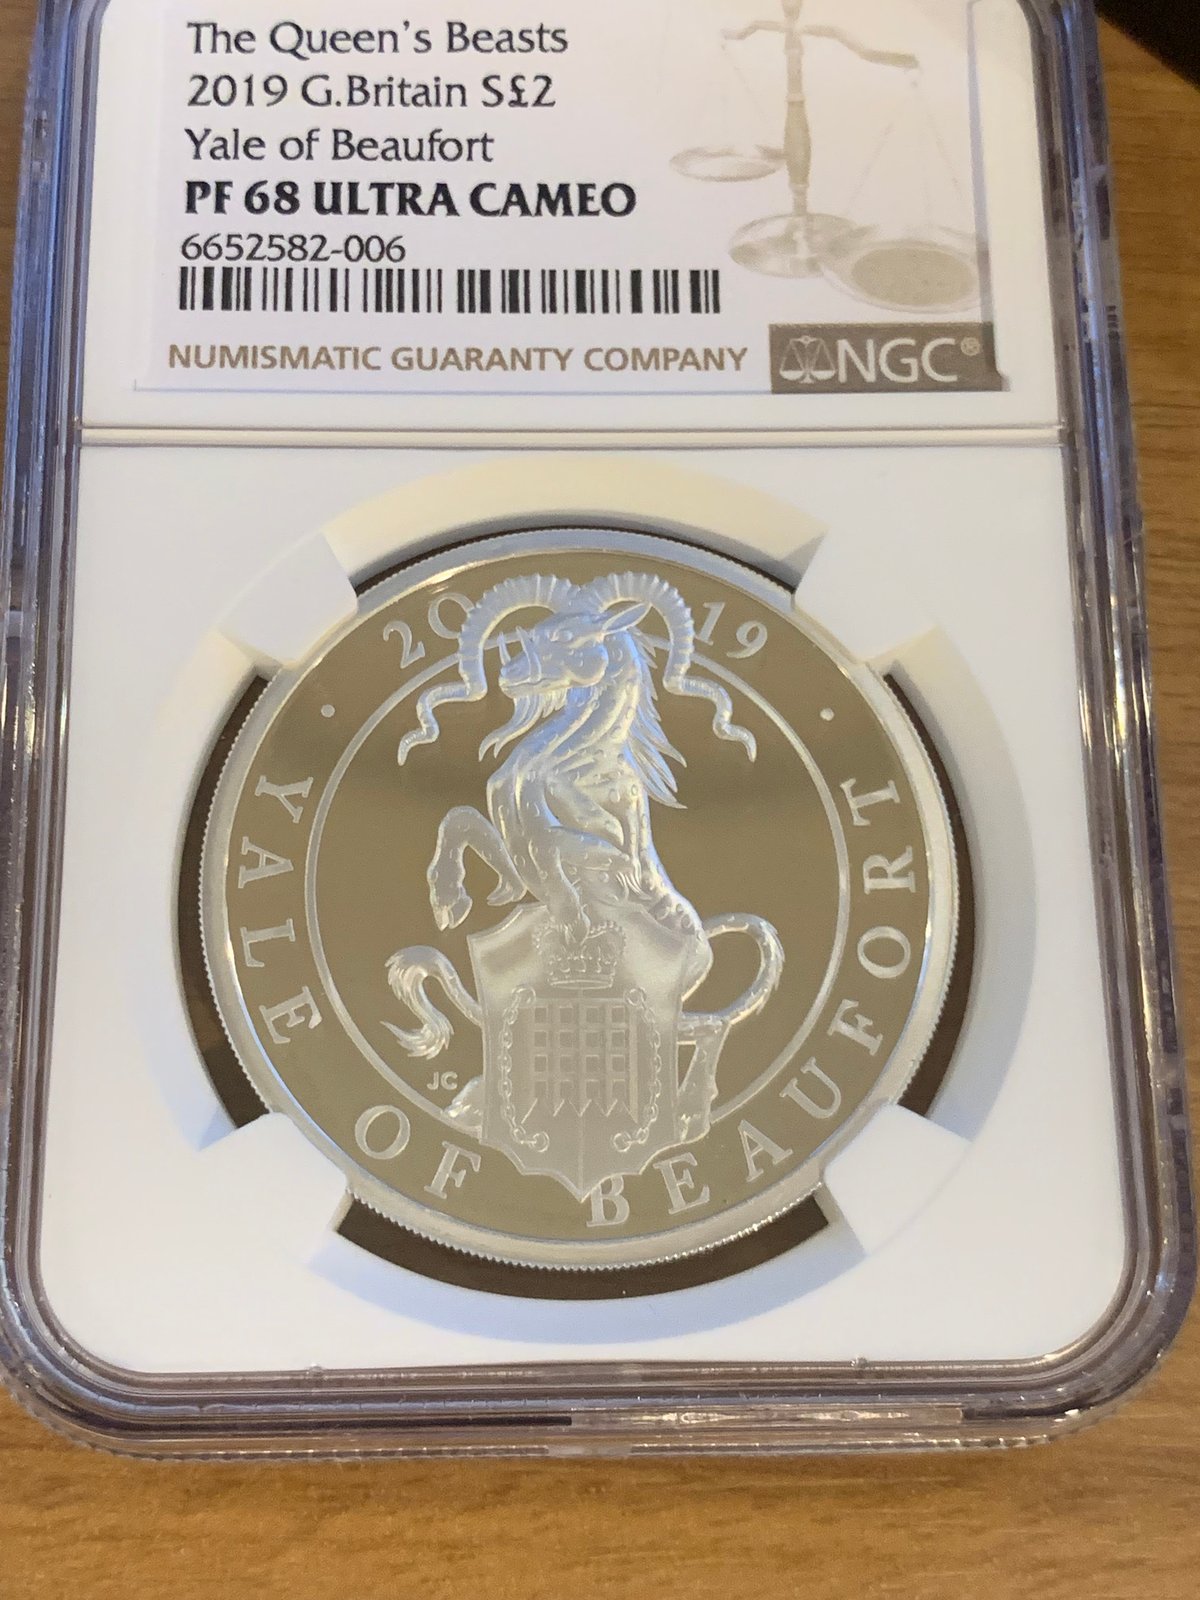 The Queen's Beasts
2019 G.Britain S£2
Yale of Beaufort
PF 68 ULTRA CAMEO
6652582-006
NUMISMATIC GUARANTY COMPANY
NGC®
2019
· YALE OF BEAUFORT ·
JC